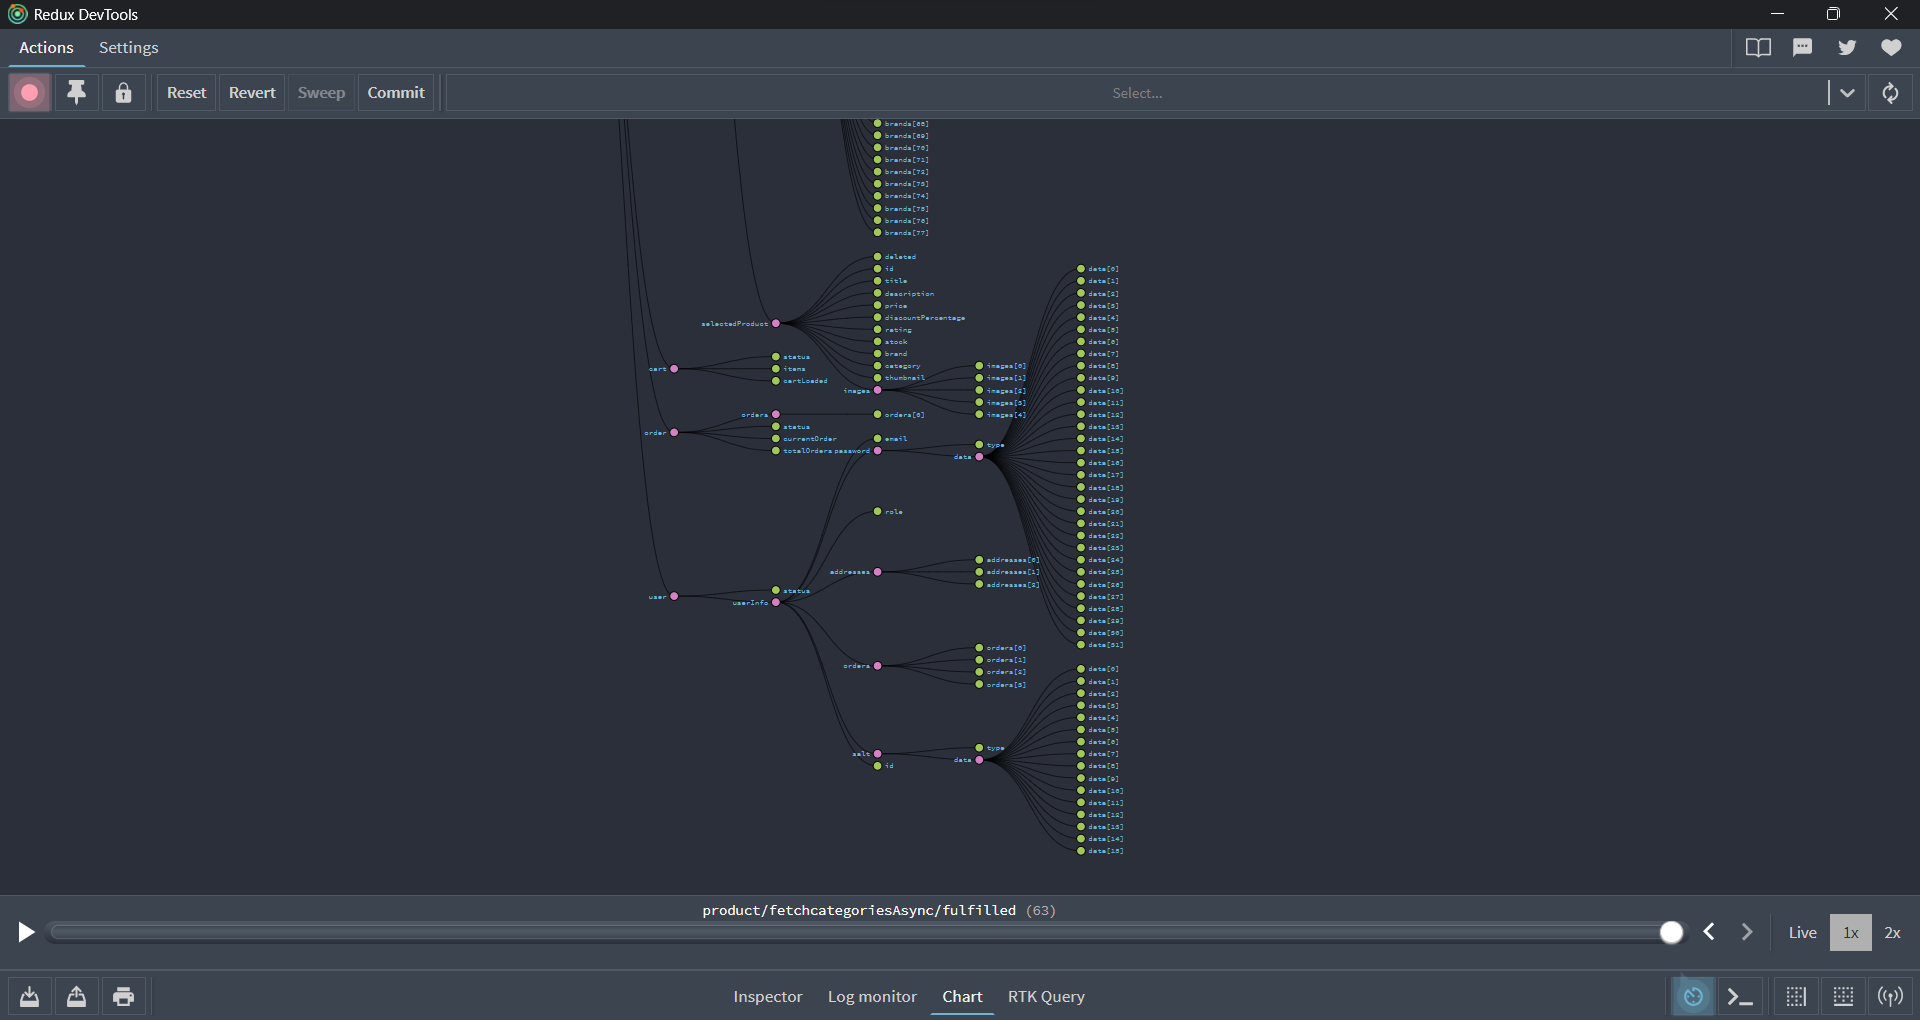 Redux DevTools
Actions Settings
Reset Revert Sweep Commit Select...
brands[68]
brands[69]
brands[70]
brands[71]
brands[72]
brands[73]
brands[74]
brands[75]
brands[76]
brands[77]
selectedProduct
deleted
id
title
description
price
discountPercentage
rating
stock
brand
category
thumbnail
images
images[0]
images[1]
images[2]
images[3]
images[4]
cart
status
items
cartLoaded
order
orders
orders[0]
status
currentOrder
totalOrders
user
status
userInfo
email
password
type
data
data[0]
data[1]
data[2]
data[3]
data[4]
data[5]
data[6]
data[7]
data[8]
data[9]
data[10]
data[11]
data[12]
data[13]
data[14]
data[15]
data[16]
data[17]
data[18]
data[19]
data[20]
data[21]
data[22]
data[23]
data[24]
data[25]
data[26]
data[27]
data[28]
data[29]
data[30]
data[31]
role
addresses
addresses[0]
addresses[1]
addresses[2]
orders
orders[0]
orders[1]
orders[2]
orders[3]
salt
type
data
data[0]
data[1]
data[2]
data[3]
data[4]
data[5]
data[6]
data[7]
data[8]
data[9]
data[10]
data[11]
data[12]
data[13]
data[14]
data[15]
id
product/fetchcategoriesAsync/fulfilled (63)
Live 1x 2x
Inspector Log monitor Chart RTK Query